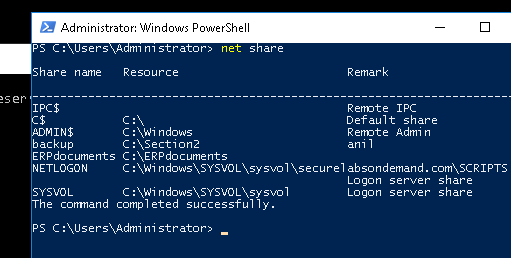 Administrator: Windows PowerShell
PS C:\Users\Administrator> net share
Share name   Resource                        Remark
-------------------------------------------------------------------------------
IPC$                                         Remote IPC
C$           C:\                             Default share
ADMIN$       C:\Windows                      Remote Admin
backup       C:\Section2                     anil
ERPdocuments C:\ERPdocuments
NETLOGON     C:\Windows\SYSVOL\sysvol\securelabsondemand.com\SCRIPTS
                                             Logon server share
SYSVOL       C:\Windows\SYSVOL\sysvol        Logon server share
The command completed successfully.
PS C:\Users\Administrator> _